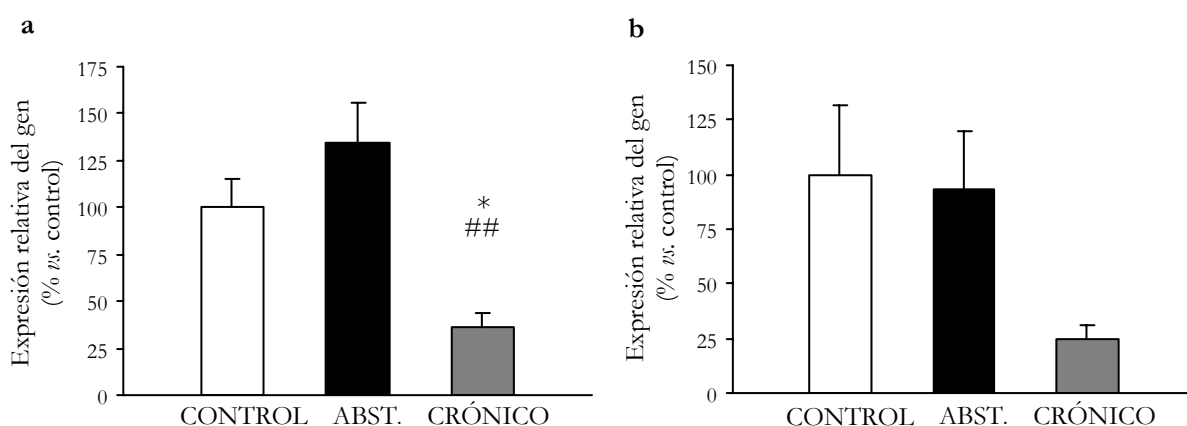 a
Expresión relativa del gen
(% vs. control)
175
150
125
100
75
50
25
0
*
##
CONTROL ABST. CRÓNICO
b
Expresión relativa del gen
(% vs. control)
150
125
100
75
50
25
0
CONTROL ABST. CRÓNICO